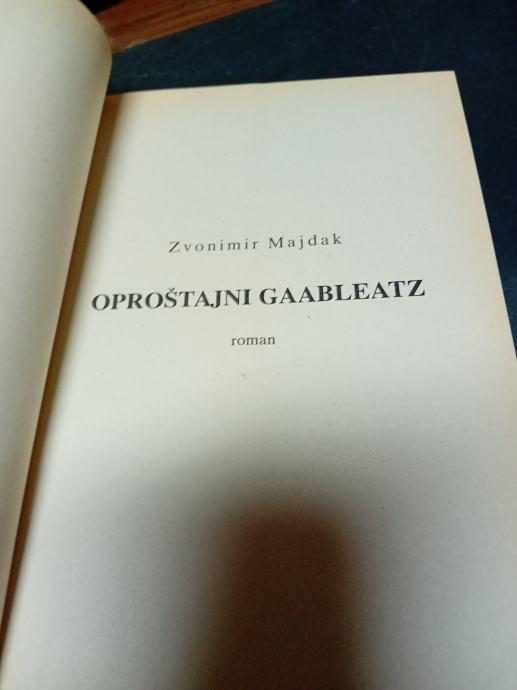 Zvonimir Majdak
OPROŠTAJNI GAABLEATZ
roman